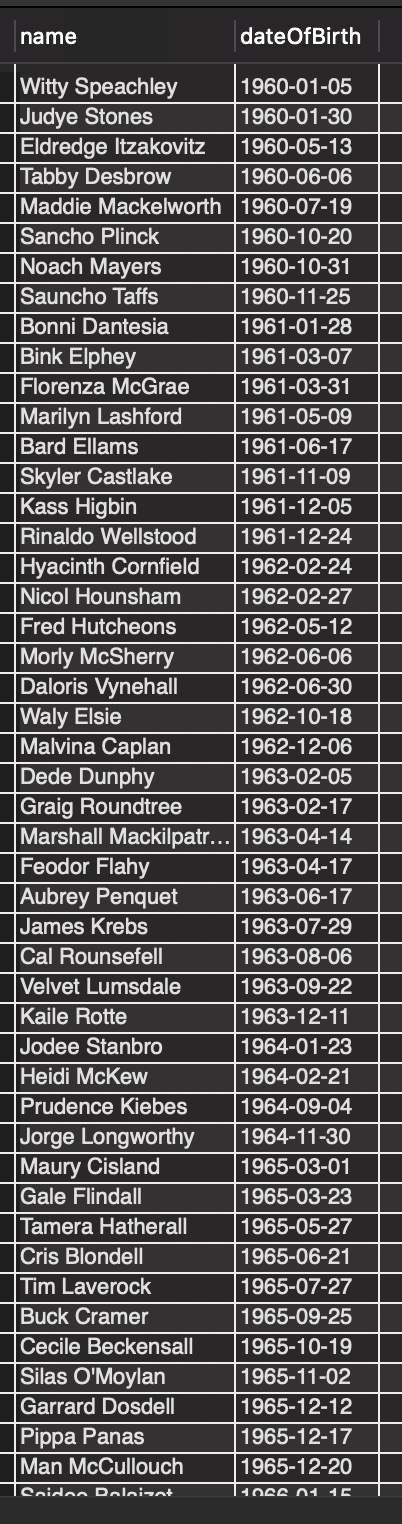 name dateOfBirth
Witty Speachley 1960-01-05
Judye Stones 1960-01-30
Eldredge Itzakovitz 1960-05-13
Tabby Desbrow 1960-06-06
Maddie Mackelworth 1960-07-19
Sancho Plinck 1960-10-20
Noach Mayers 1960-10-31
Sauncho Taffs 1960-11-25
Bonni Dantesia 1961-01-28
Bink Elphey 1961-03-07
Florenza McGrae 1961-03-31
Marilyn Lashford 1961-05-09
Bard Ellams 1961-06-17
Skyler Castlake 1961-11-09
Kass Higbin 1961-12-05
Rinaldo Wellstood 1961-12-24
Hyacinth Cornfield 1962-02-24
Nicol Hounsham 1962-02-27
Fred Hutcheons 1962-05-12
Morly McSherry 1962-06-06
Daloris Vynehall 1962-06-30
Waly Elsie 1962-10-18
Malvina Caplan 1962-12-06
Dede Dunphy 1963-02-05
Graig Roundtree 1963-02-17
Marshall Mackilpatr... 1963-04-14
Feodor Flahy 1963-04-17
Aubrey Penquet 1963-06-17
James Krebs 1963-07-29
Cal Rounsefell 1963-08-06
Velvet Lumsdale 1963-09-22
Kaile Rotte 1963-12-11
Jodee Stanbro 1964-01-23
Heidi McKew 1964-02-21
Prudence Kiebes 1964-09-04
Jorge Longworthy 1964-11-30
Maury Cisland 1965-03-01
Gale Flindall 1965-03-23
Tamera Hatherall 1965-05-27
Cris Blondell 1965-06-21
Tim Laverock 1965-07-27
Buck Cramer 1965-09-25
Cecile Beckensall 1965-10-19
Silas O'Moylan 1965-11-02
Garrard Dosdell 1965-12-12
Pippa Panas 1965-12-17
Man McCullouch 1965-12-20